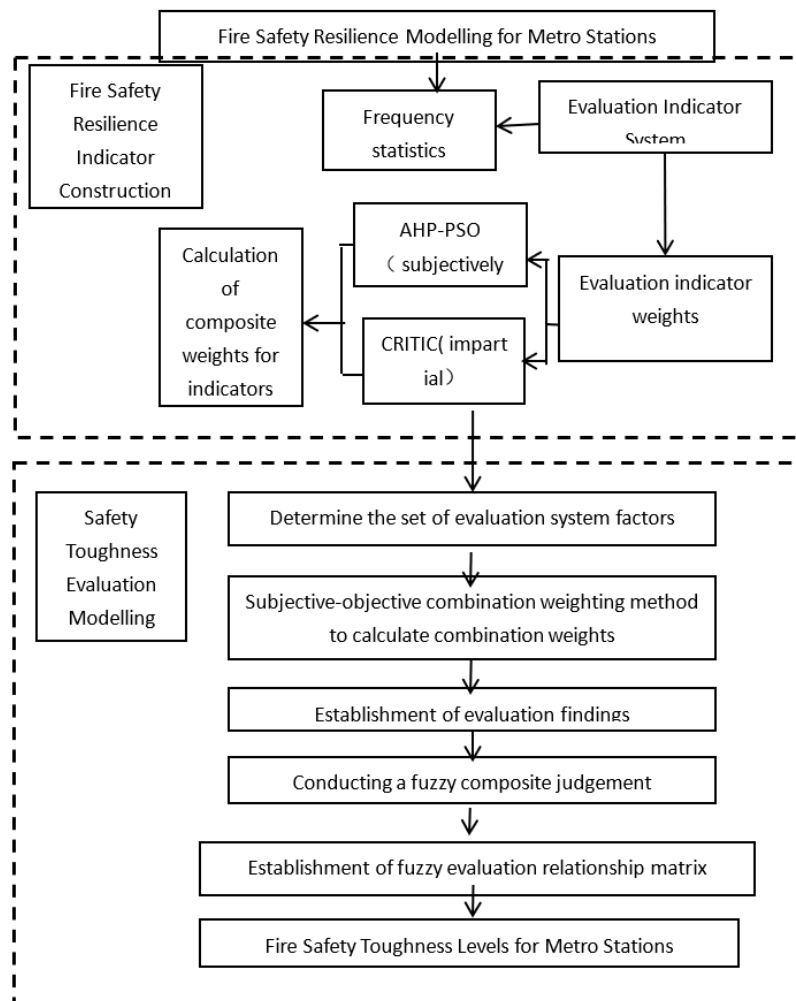 Fire Safety Resilience Modelling for Metro Stations
Fire Safety
Resilience
Indicator
Construction
Frequency
statistics
Evaluation Indicator
System
AHP-PSO
（ subjectively
Calculation
of
composite
weights for
indicators
Evaluation indicator
weights
CRITIC( impart
ial）
Safety
Toughness
Evaluation
Modelling
Determine the set of evaluation system factors
Subjective-objective combination weighting method
to calculate combination weights
Establishment of evaluation findings
Conducting a fuzzy composite judgement
Establishment of fuzzy evaluation relationship matrix
Fire Safety Toughness Levels for Metro Stations